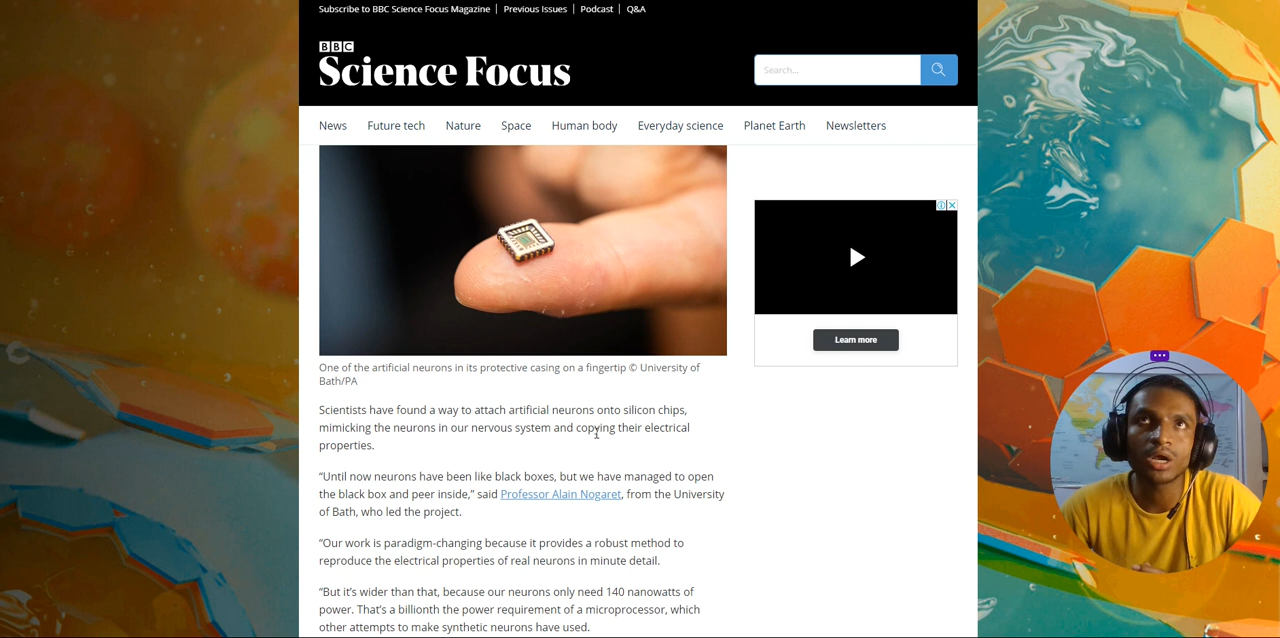 Subscribe to BBC Science Focus Magazine | Previous Issues | Podcast | Q&A
BBC
Science Focus
Search...
News Future tech Nature Space Human body Everyday science Planet Earth Newsletters
Learn more
One of the artificial neurons in its protective casing on a fingertip © University of
Bath/PA
Scientists have found a way to attach artificial neurons onto silicon chips,
mimicking the neurons in our nervous system and copying their electrical
properties.
“Until now neurons have been like black boxes, but we have managed to open
the black box and peer inside,” said Professor Alain Nogaret, from the University
of Bath, who led the project.
“Our work is paradigm-changing because it provides a robust method to
reproduce the electrical properties of real neurons in minute detail.
“But it’s wider than that, because our neurons only need 140 nanowatts of
power. That’s a billionth the power requirement of a microprocessor, which
other attempts to make synthetic neurons have used.